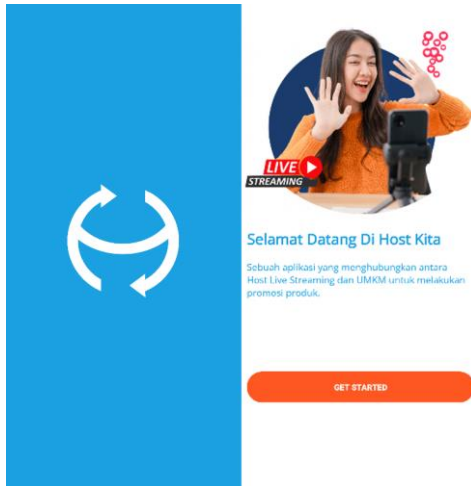 LIVE
STREAMING
Selamat Datang Di Host Kita
Sebuah aplikasi yang menghubungkan antara
Host Live Streaming dan UMKM untuk melakukan
promosi produk.
GET STARTED